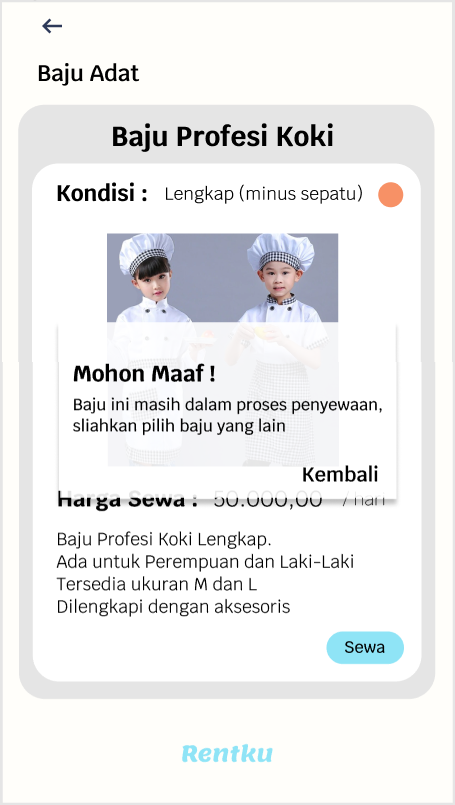 Baju Adat
Baju Profesi Koki
Kondisi : Lengkap (minus sepatu)
Mohon Maaf !
Baju ini masih dalam proses penyewaan,
sliahkan pilih baju yang lain
Kembali
Harga Sewa : 50.000,00 / hari
Baju Profesi Koki Lengkap.
Ada untuk Perempuan dan Laki-Laki
Tersedia ukuran M dan L
Dilengkapi dengan aksesoris
Sewa
Rentku